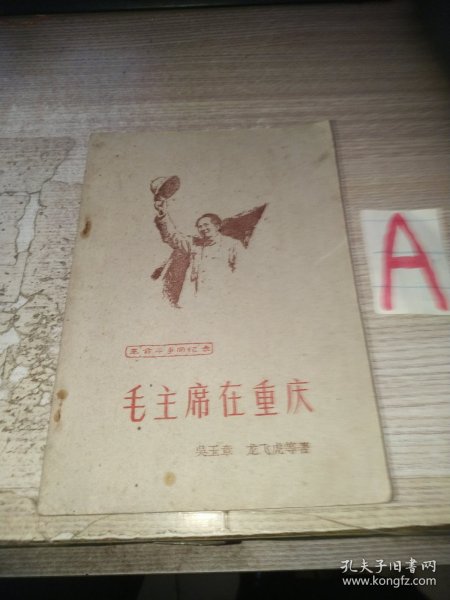 革命斗争回忆录
毛主席在重庆
吳玉章 龙飞虎等著
A
孔夫子旧书网
www.kongfz.com